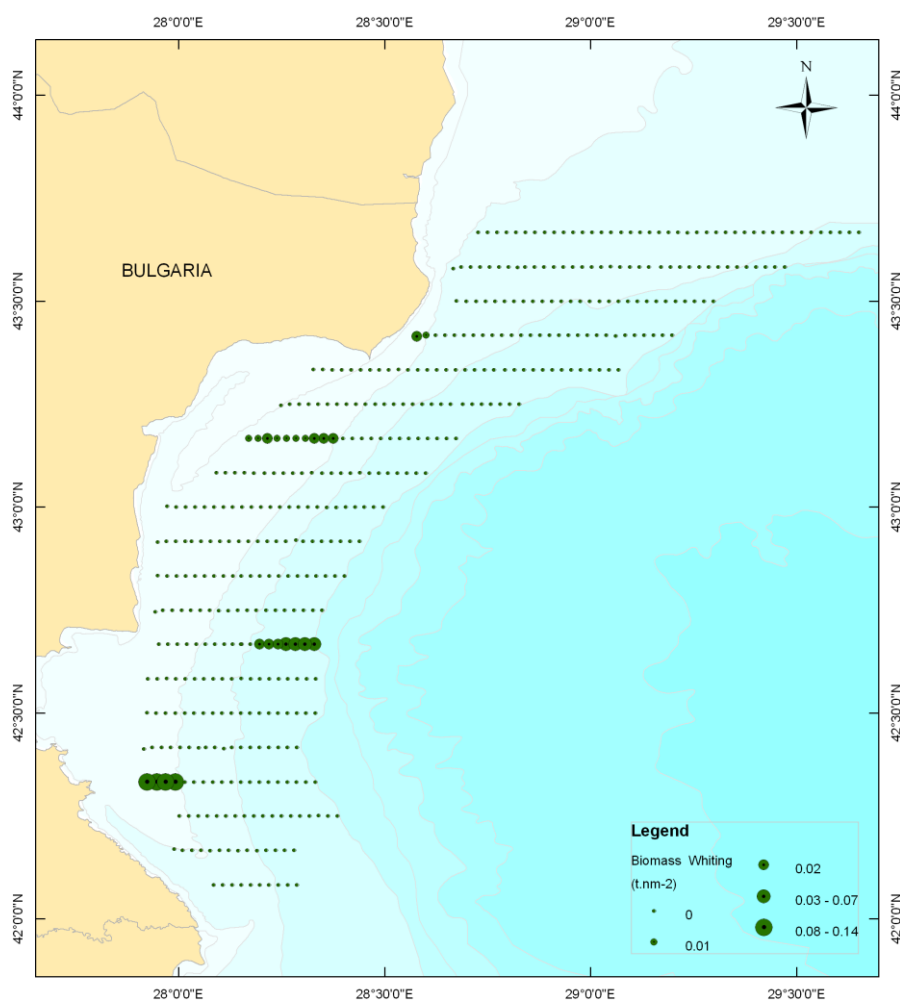 28°0'0"E 28°30'0"E 29°0'0"E 29°30'0"E
N
44°0'0"N 44°0'0"N
BULGARIA
43°30'0"N 43°30'0"N
43°0'0"N 43°0'0"N
42°30'0"N 42°30'0"N
42°0'0"N 42°0'0"N
Legend
Biomass Whiting
(t.nm-2)
0
0.01
0.02
0.03 - 0.07
0.08 - 0.14
28°0'0"E 28°30'0"E 29°0'0"E 29°30'0"E